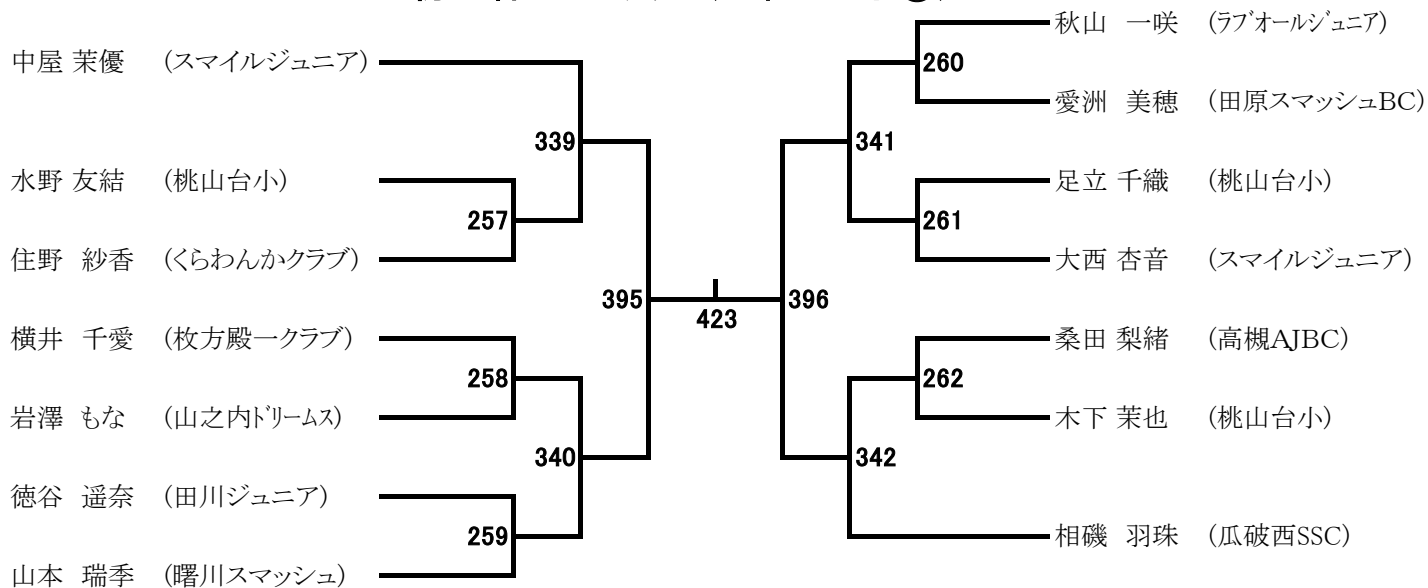 中屋 茉優 (スマイルジュニア)
水野 友結 (桃山台小)
住野 紗香 (くらわんかクラブ)
横井 千愛 (枚方殿一クラブ)
岩澤 もな (山之内ドリームス)
徳谷 遥奈 (田川ジュニア)
山本 瑞季 (曙川スマッシュ)
257
258
259
339
340
395
423
396
341
342
260
261
262
秋山 一咲 (ラブオールジュニア)
愛洲 美穂 (田原スマッシュBC)
足立 千織 (桃山台小)
大西 杏音 (スマイルジュニア)
桑田 梨緒 (高槻AJBC)
木下 茉也 (桃山台小)
相磯 羽珠 (瓜破西SSC)